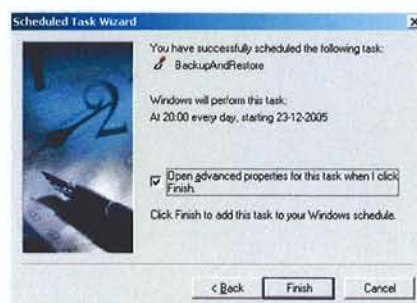 Scheduled Task Wizard
You have successfully scheduled the following task:
BackupAndRestore
Windows will perform this task:
At 20:00 every day, starting 23-12-2005
Open advanced properties for this task when I click
Finish.
Click Finish to add this task to your Windows schedule.
< Back
Finish
Cancel